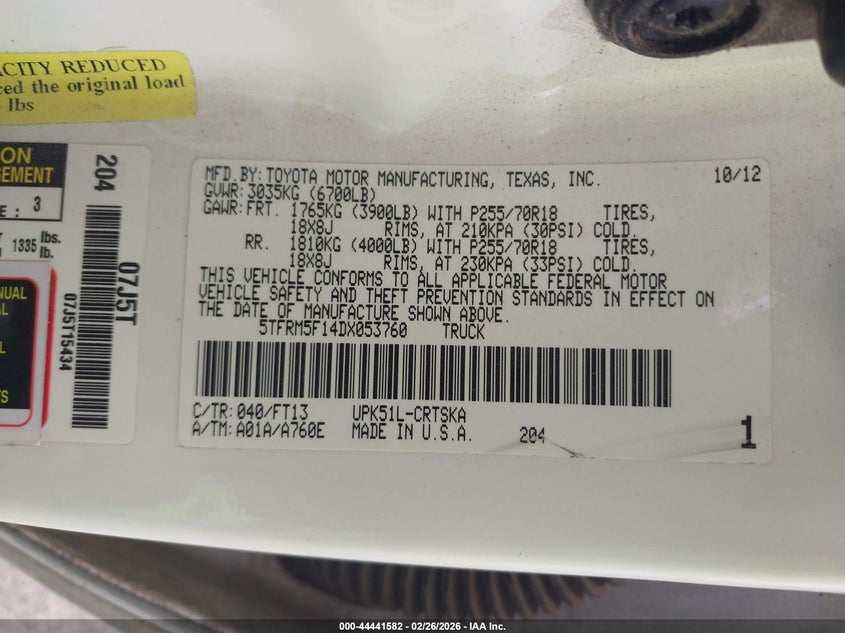 ACITY REDUCED
ced the original load
lbs
ON
GEMENT
E : 3
1335 lbs.
lb.
NUAL
AL
L
TS
204
07J5T
07J5T15434
MFD.BY:TOYOTA MOTOR MANUFACTURING, TEXAS, INC. 10/12
GVWR:3035KG (6700LB)
GAWR:FRT. 1765KG (3900LB) WITH P255/70R18 TIRES,
18X8J RIMS, AT 210KPA (30PSI) COLD.
RR. 1810KG (4000LB) WITH P255/70R18 TIRES,
18X8J RIMS, AT 230KPA (33PSI) COLD.
THIS VEHICLE CONFORMS TO ALL APPLICABLE FEDERAL MOTOR
VEHICLE SAFETY AND THEFT PREVENTION STANDARDS IN EFFECT ON
THE DATE OF MANUFACTURE SHOWN ABOVE.
5TFRM5F14DX053760 TRUCK
C/TR:040/FT13 UPK51L-CRTSKA
A/TM:A01A/A760E MADE IN U.S.A. 204 1
000-44441582 / 02/26/2026 - IAA Inc.